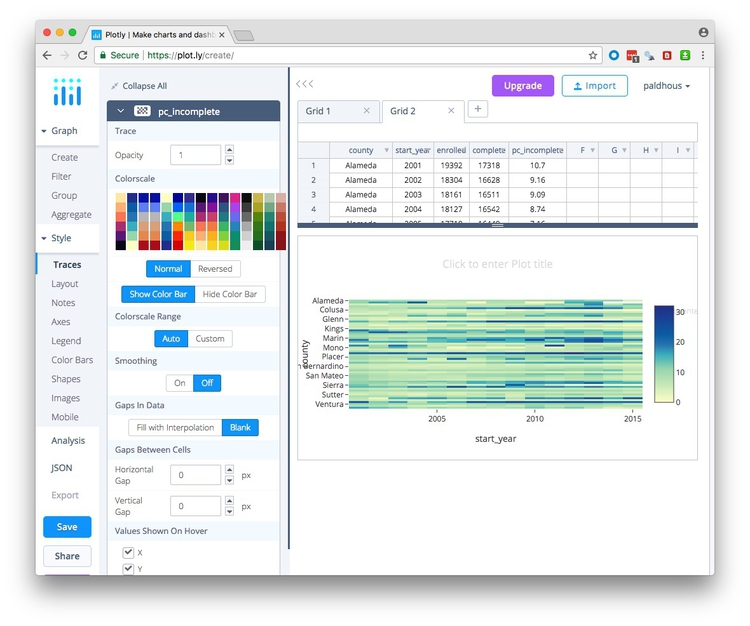 Plotly | Make charts and dashb
Secure | https://plot.ly/create/
Collapse All
Upgrade
Import
paldhous
Graph
pc_incomplete
Grid 1
Grid 2
Trace
Create
Opacity
1
Filter
Group
Colorscale
Aggregate
county start_year enrolled complete pc_incomplete F G H I
1 Alameda 2001 19392 17318 10.7
2 Alameda 2002 18304 16628 9.16
3 Alameda 2003 18161 16511 9.09
4 Alameda 2004 18127 16542 8.74
Style
Traces
Layout
Notes
Axes
Legend
Color Bars
Shapes
Images
Mobile
Analysis
JSON
Export
Save
Share
Normal
Reversed
Show Color Bar
Hide Color Bar
Colorscale Range
Auto
Custom
Smoothing
On
Off
Gaps In Data
Fill with Interpolation
Blank
Gaps Between Cells
Horizontal
Gap
0
px
Vertical
Gap
0
px
Values Shown On Hover
X
Y
Click to enter Plot title
Alameda
Colusa
Glenn
Kings
Marin
Mono
Placer
n Bernardino
San Mateo
Sierra
Sutter
Ventura
county
2005
2010
2015
start_year
30
20
10
0